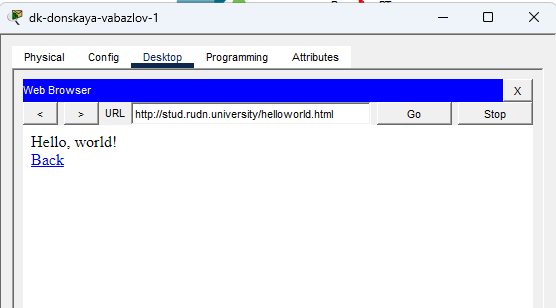 dk-donskaya-vabazlov-1
Physical Config Desktop Programming Attributes
Web Browser X
< > URL http://stud.rudn.university/helloworld.html Go Stop
Hello, world!
Back